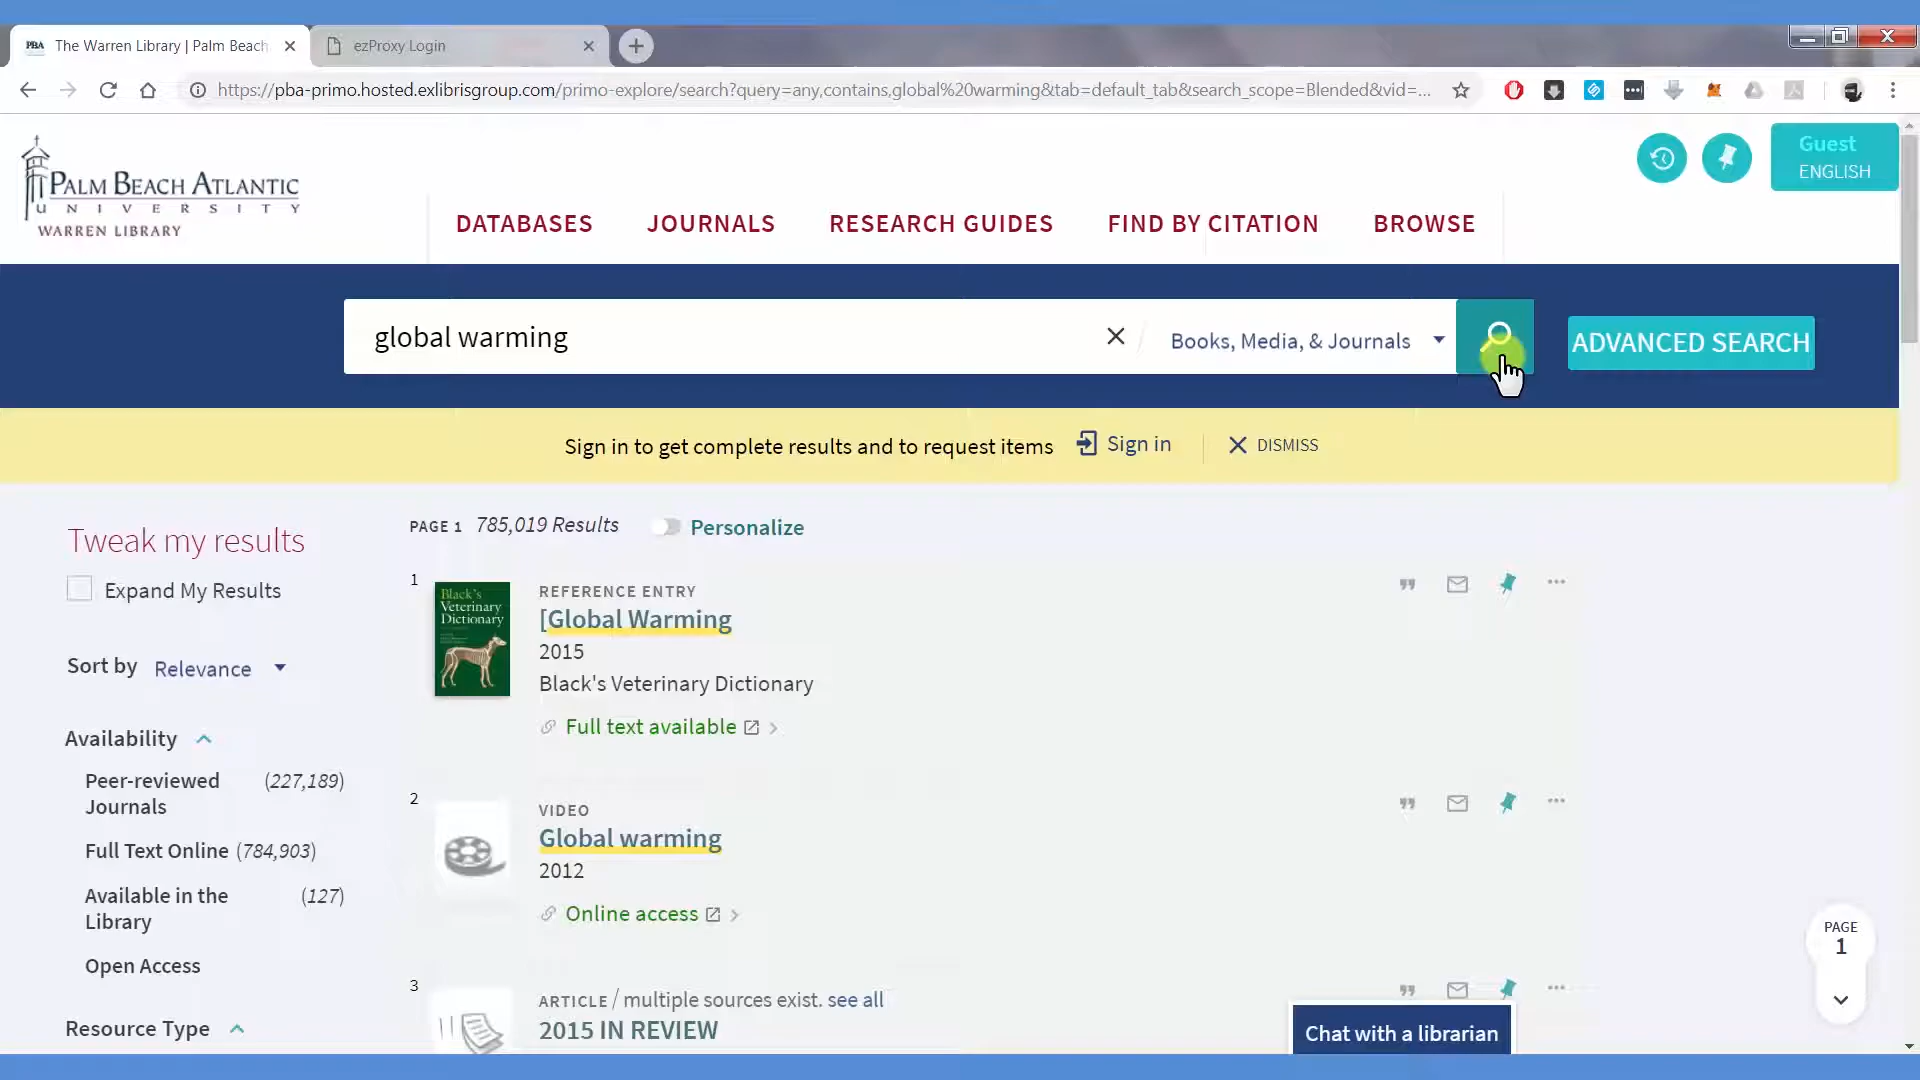 PBA The Warren Library | Palm Beach
ezProxy Login
https://pba-primo.hosted.exlibrisgroup.com/primo-explore/search?query=any,contains,global%20warming&tab=default_tab&search_scope=Blended&vid=...
PALM BEACH ATLANTIC
UNIVERSITY
WARREN LIBRARY
DATABASES JOURNALS RESEARCH GUIDES FIND BY CITATION BROWSE
Guest
ENGLISH
global warming
Books, Media, & Journals
ADVANCED SEARCH
Sign in to get complete results and to request items Sign in DISMISS
Tweak my results
Expand My Results
Sort by Relevance
Availability
Peer-reviewed Journals (227,189)
Full Text Online (784,903)
Available in the Library (127)
Open Access
Resource Type
PAGE 1 785,019 Results Personalize
1
Black's
Veterinary
Dictionary
REFERENCE ENTRY
[Global Warming
2015
Black's Veterinary Dictionary
Full text available
2
VIDEO
Global warming
2012
Online access
3
ARTICLE / multiple sources exist. see all
2015 IN REVIEW
PAGE
1
Chat with a librarian